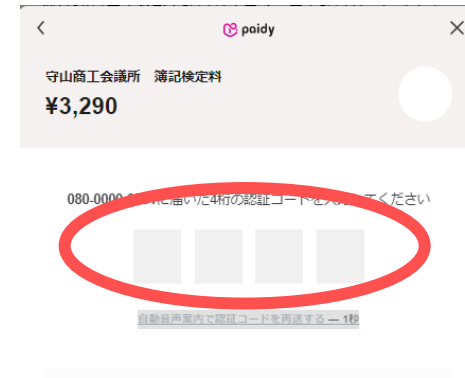 paidy
守山商工会議所 簿記検定料
¥3,290
080-0000- に届いた4桁の認証コードを入力してください
自動音声案内で認証コードを再送する — 1秒